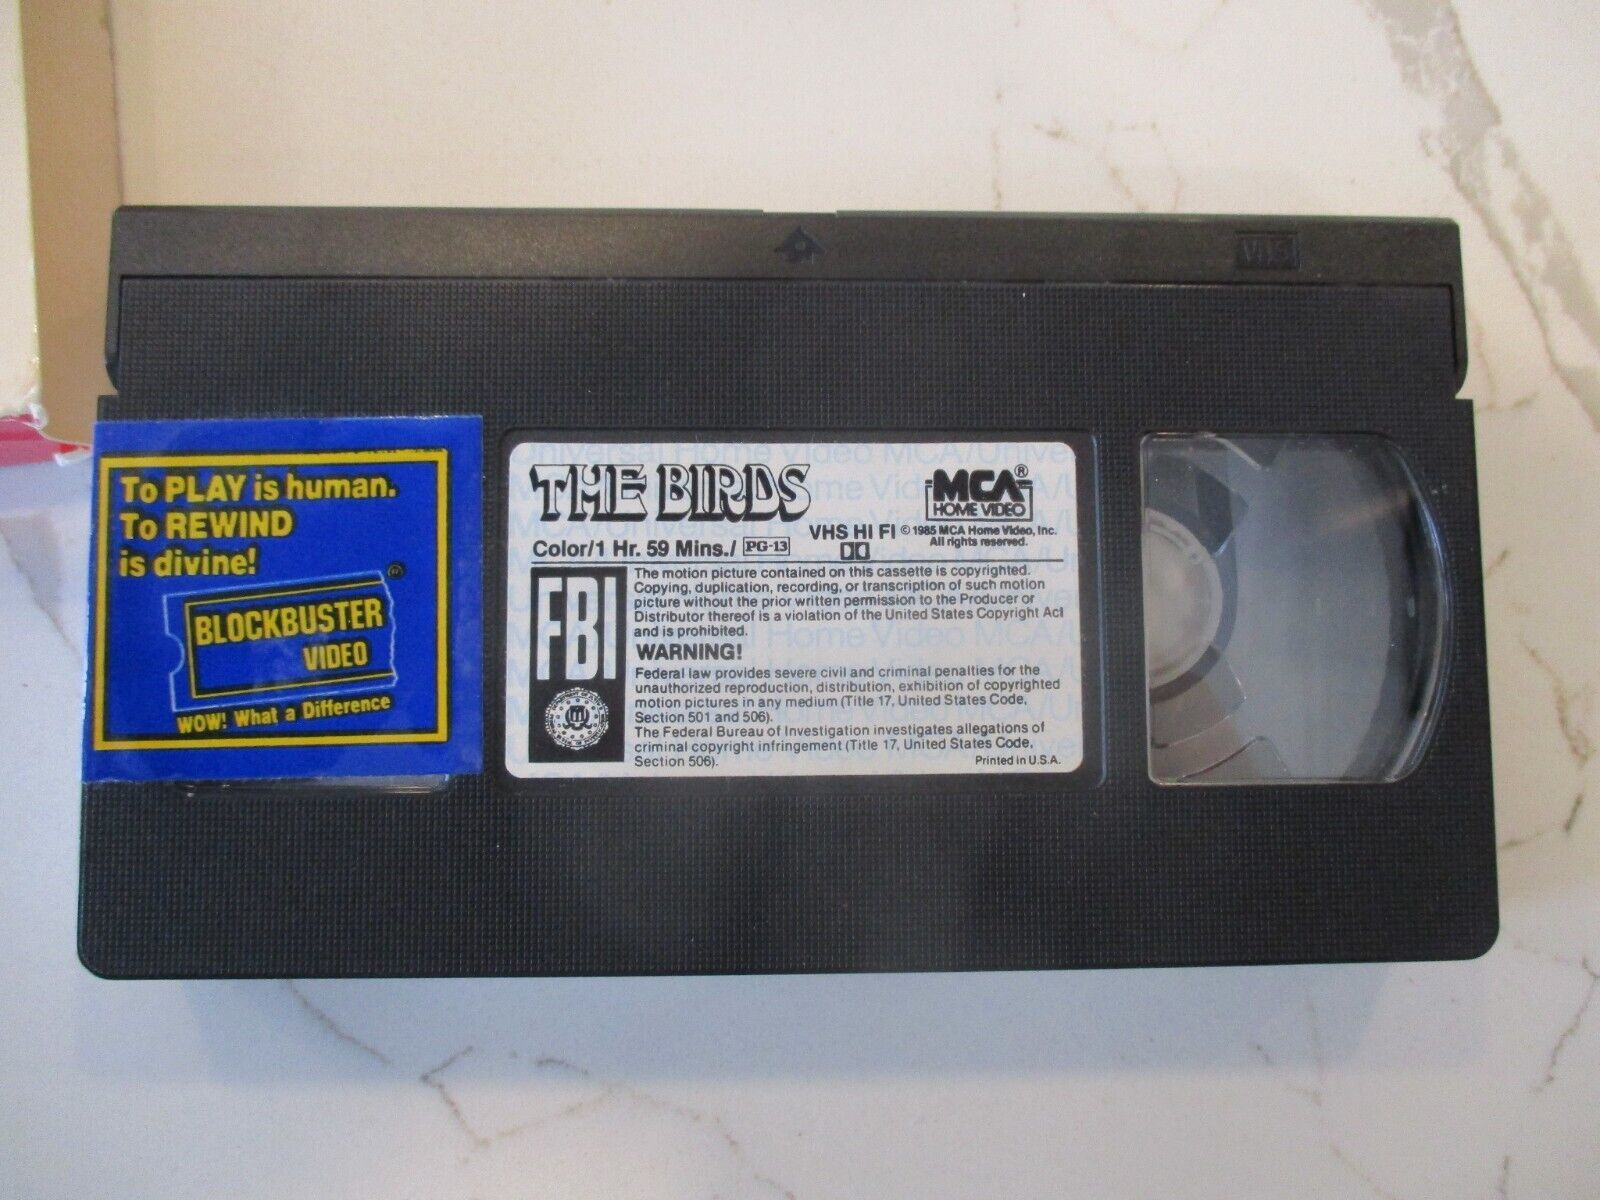 VHS
To PLAY is human.
To REWIND
is divine!
BLOCKBUSTER
VIDEO
WOW! What a Difference
THE BIRDS
MCA®
HOME VIDEO
VHS HI FI © 1985 MCA Home Video, Inc.
All rights reserved.
Color/1 Hr. 59 Mins./ PG-13
FBI
The motion picture contained on this cassette is copyrighted.
Copying, duplication, recording, or transcription of such motion
picture without the prior written permission to the Producer or
Distributor thereof is a violation of the United States Copyright Act
and is prohibited.
WARNING!
Federal law provides severe civil and criminal penalties for the
unauthorized reproduction, distribution, exhibition of copyrighted
motion pictures in any medium (Title 17, United States Code,
Section 501 and 506).
The Federal Bureau of Investigation investigates allegations of
criminal copyright infringement (Title 17, United States Code,
Section 506).
Printed in U.S.A.